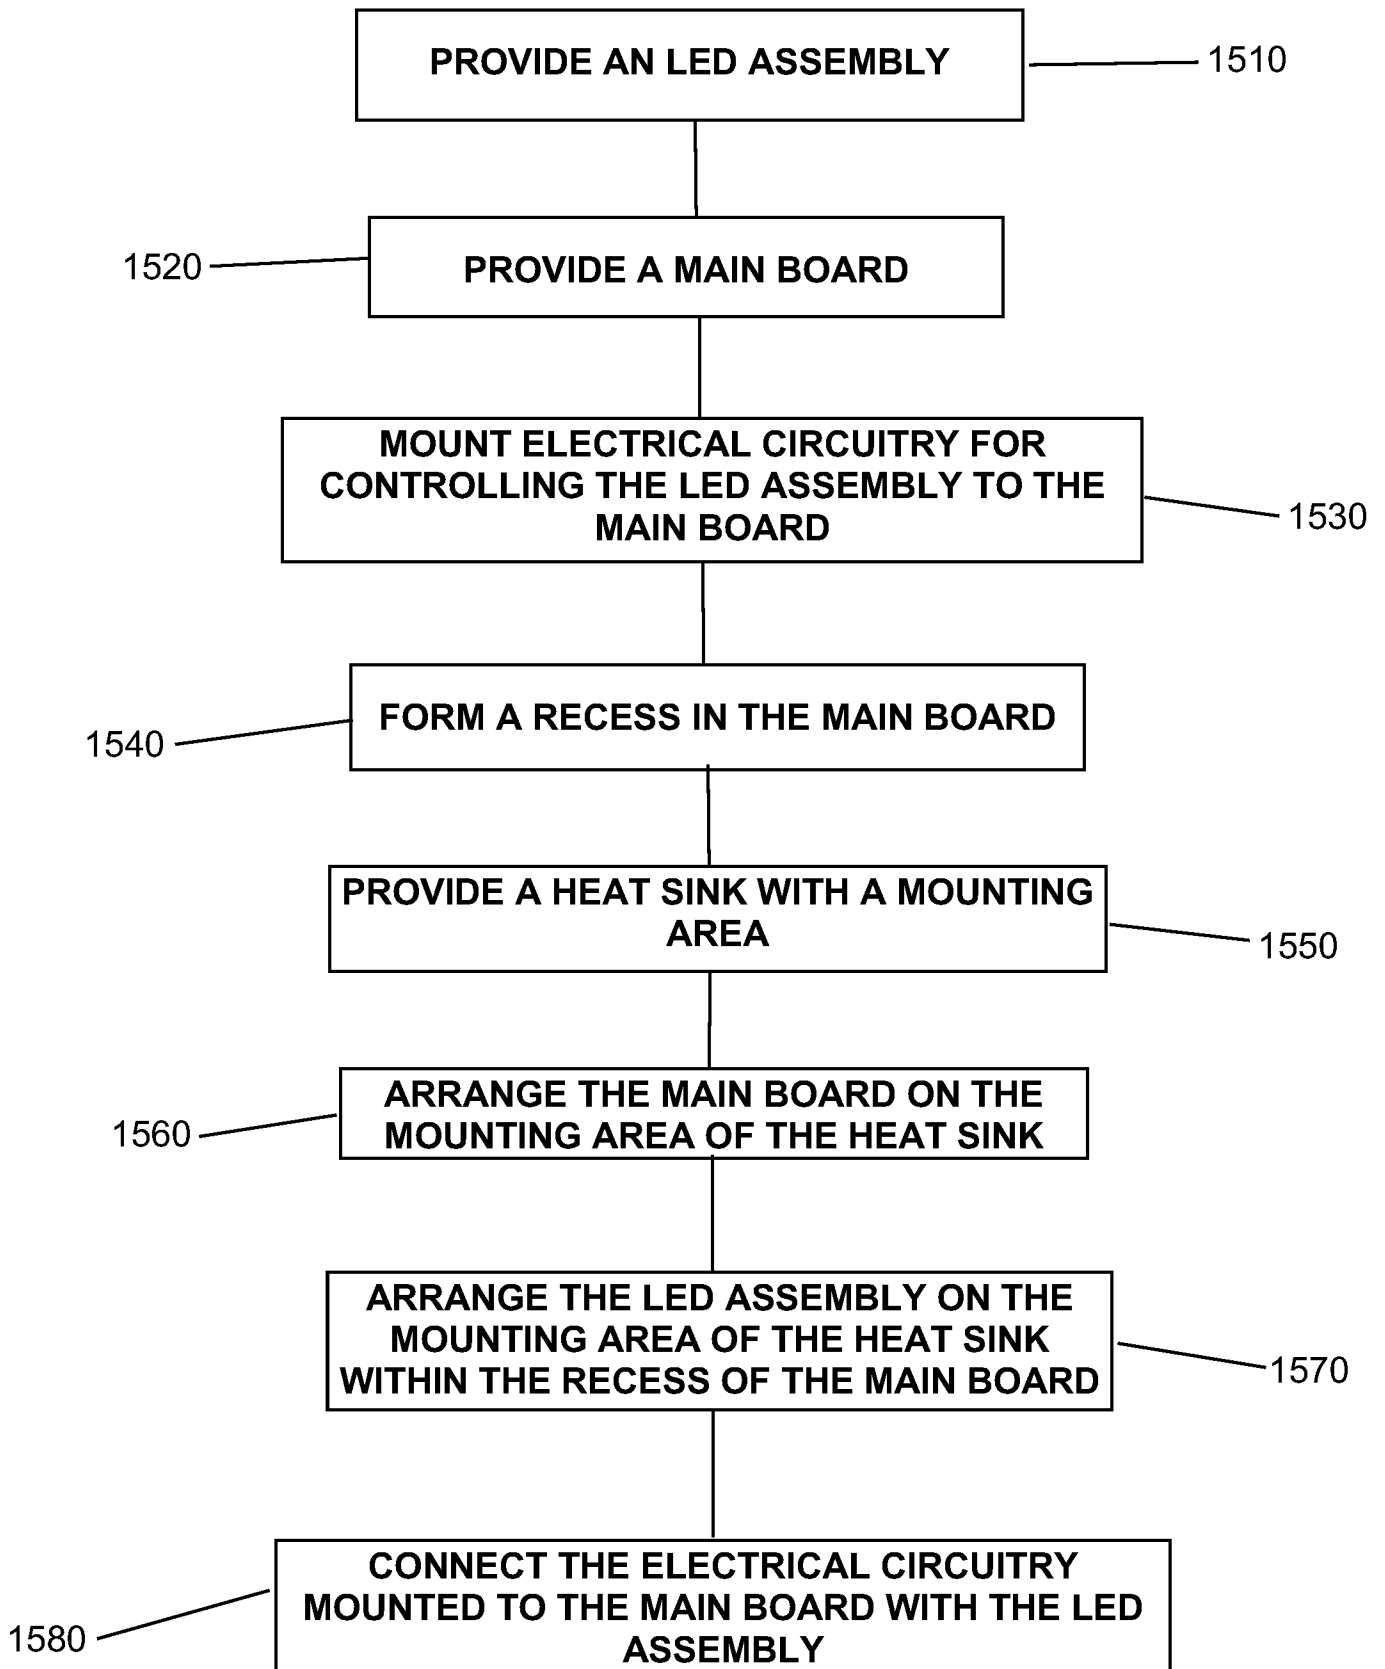 PROVIDE AN LED ASSEMBLY
1510
1520
PROVIDE A MAIN BOARD
MOUNT ELECTRICAL CIRCUITRY FOR
CONTROLLING THE LED ASSEMBLY TO THE
MAIN BOARD
1530
FORM A RECESS IN THE MAIN BOARD
1540
PROVIDE A HEAT SINK WITH A MOUNTING
AREA
1550
ARRANGE THE MAIN BOARD ON THE
MOUNTING AREA OF THE HEAT SINK
1560
ARRANGE THE LED ASSEMBLY ON THE
MOUNTING AREA OF THE HEAT SINK
WITHIN THE RECESS OF THE MAIN BOARD
1570
CONNECT THE ELECTRICAL CIRCUITRY
MOUNTED TO THE MAIN BOARD WITH THE LED
ASSEMBLY
1580